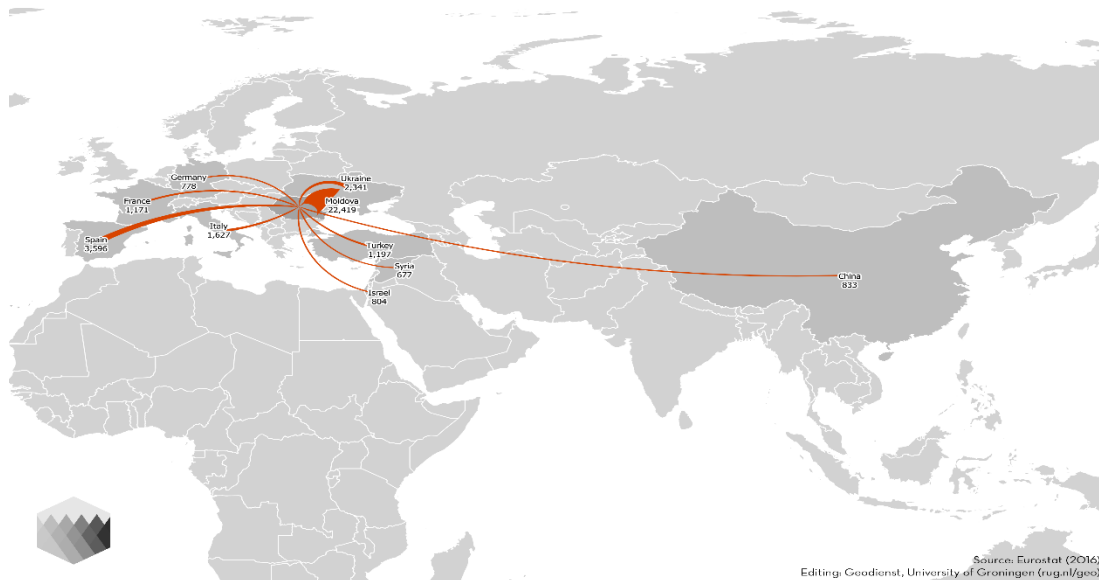 Germany
778
Ukraine
2,341
France
1,171
Moldova
22,419
Italy
1,627
Spain
3,596
Turkey
1,197
Syria
677
China
833
Israel
804
Source: Eurostat (2016)
Editing: Geodienst, University of Groningen (rug.nl/geo)